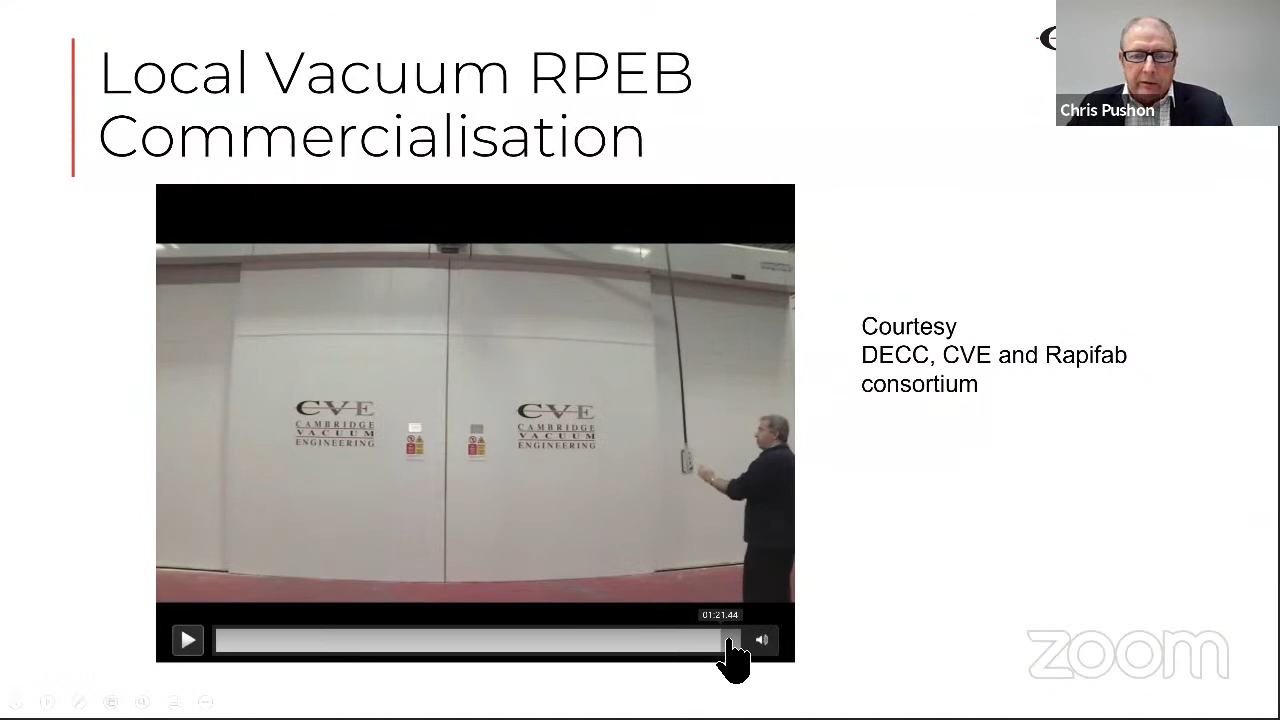 Local Vacuum RPEB
Commercialisation
Chris Pushon
CVE
CAMBRIDGE
VACUUM
ENGINEERING
CVE
CAMBRIDGE
VACUUM
ENGINEERING
Courtesy
DECC, CVE and Rapifab
consortium
01:21.44
zoom